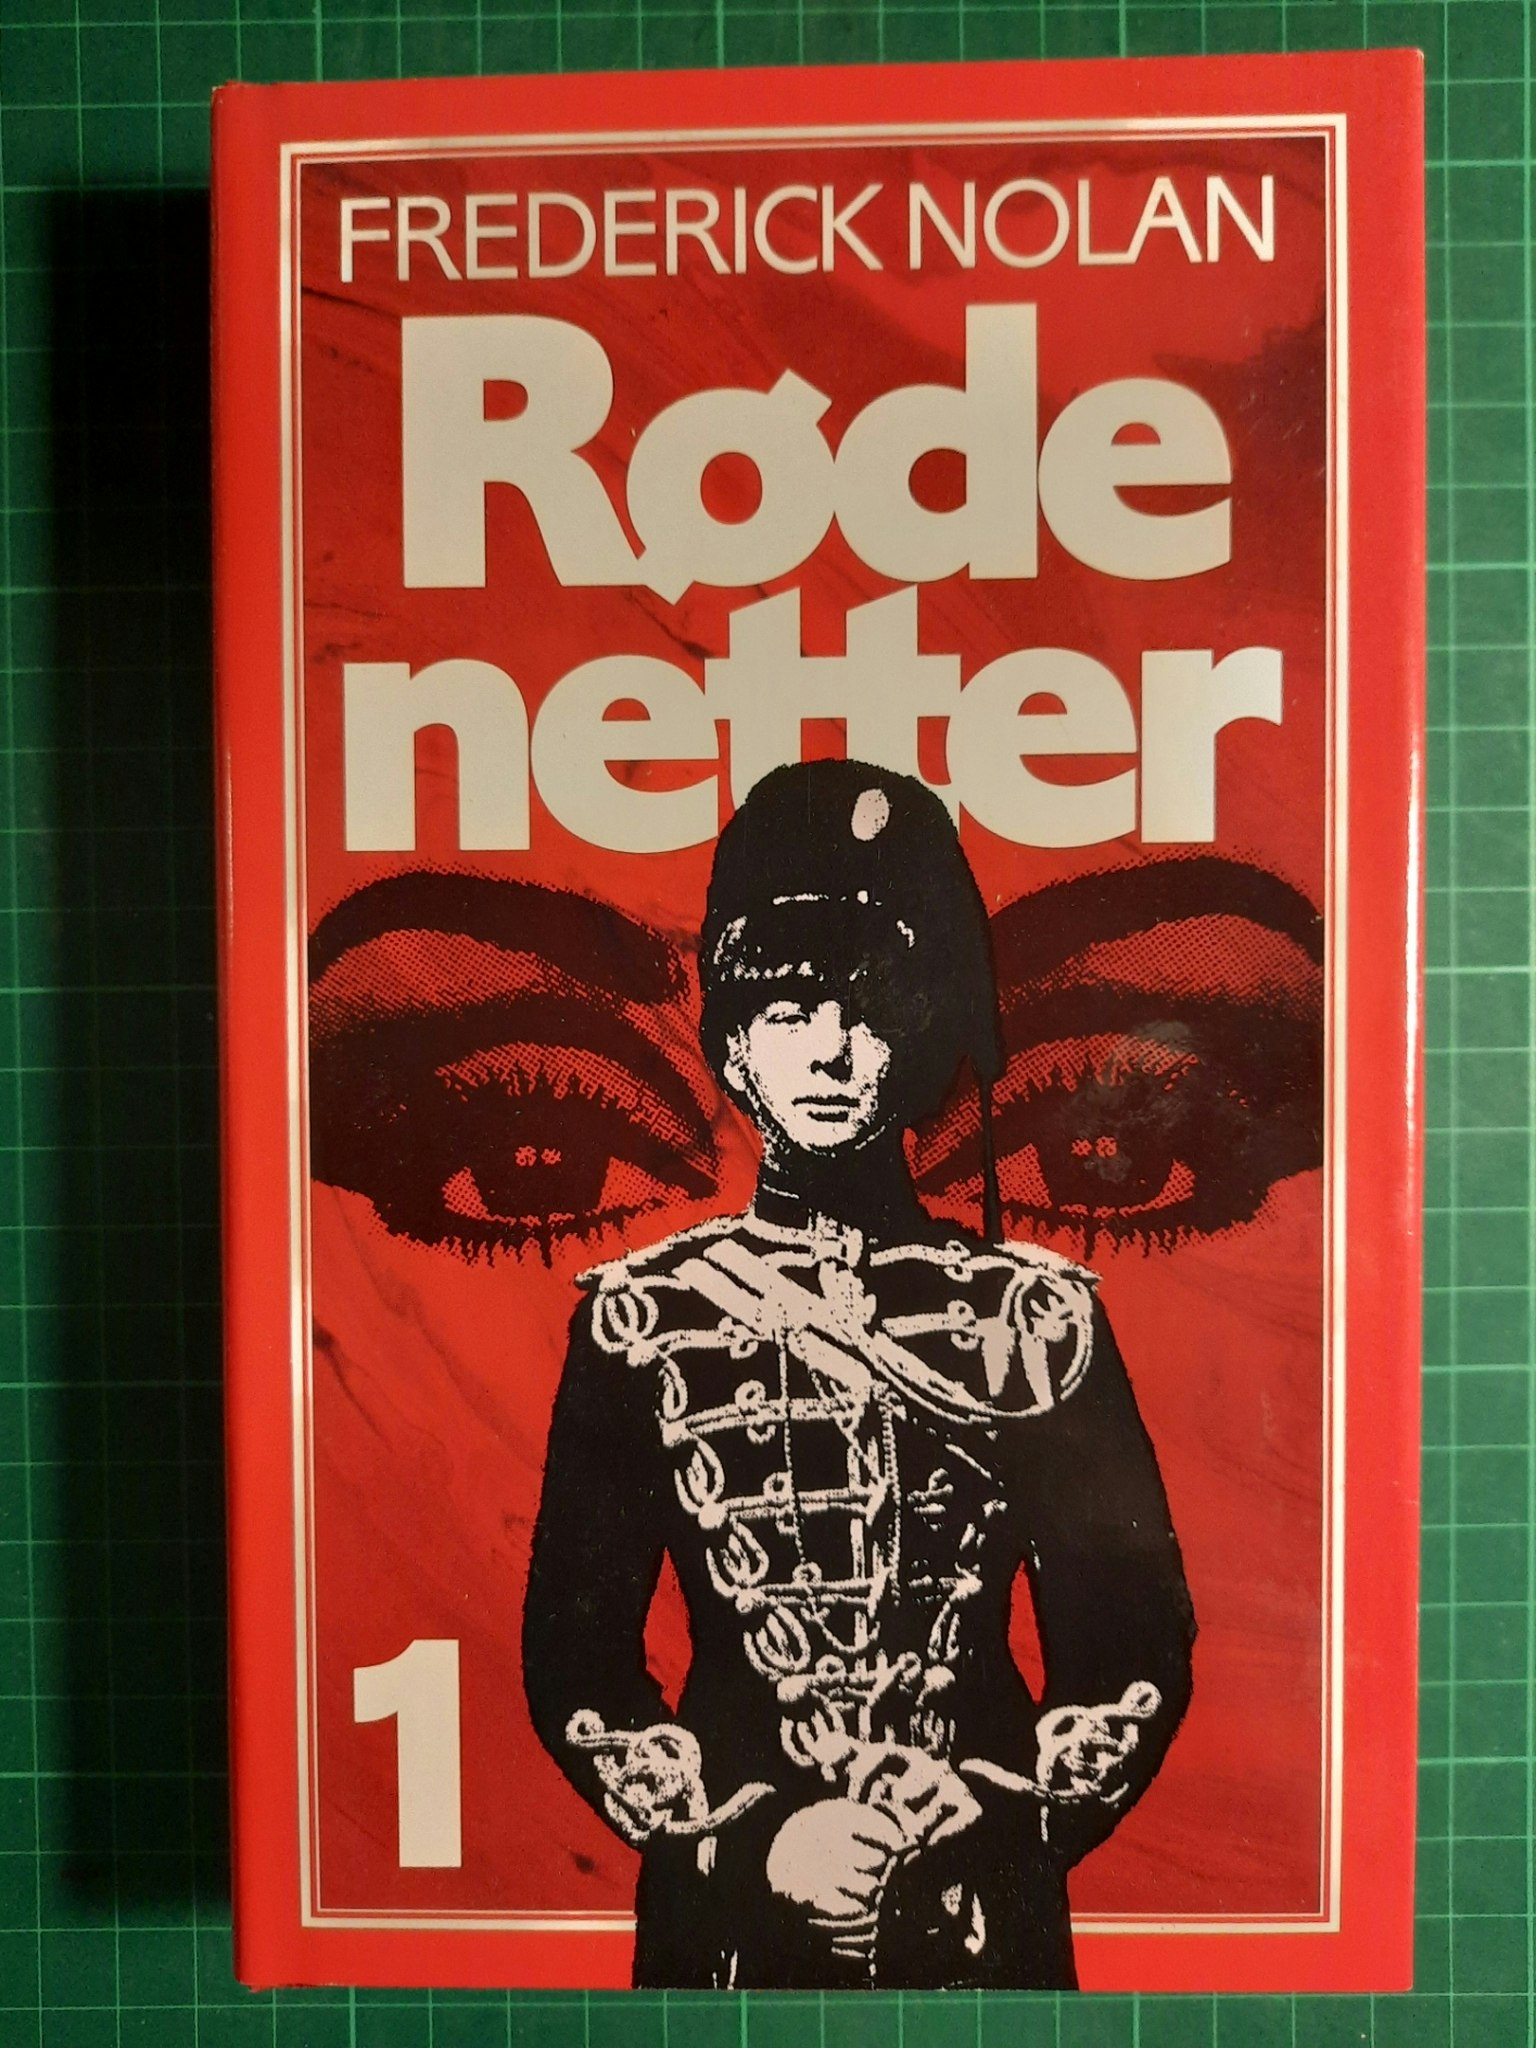 FREDERICK NOLAN
Røde
netter
1